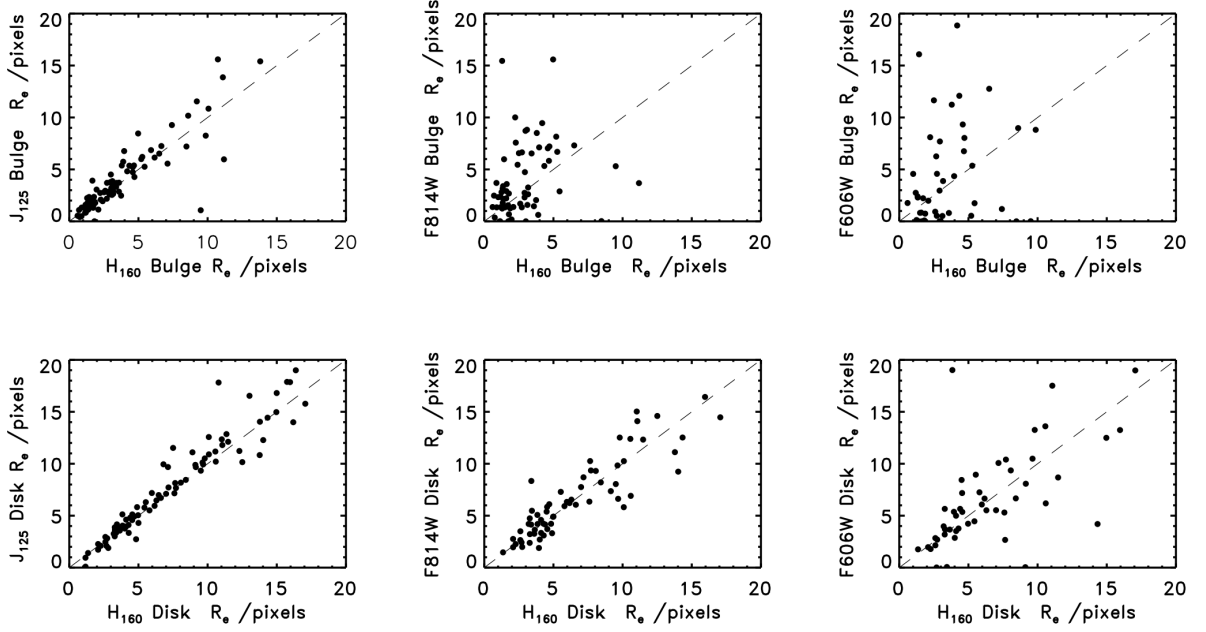 J125 Bulge Re /pixels
20
15
10
5
0
0 5 10 15 20
H160 Bulge Re /pixels
F814W Bulge Re /pixels
20
15
10
5
0
0 5 10 15 20
H160 Bulge Re /pixels
F606W Bulge Re /pixels
20
15
10
5
0
0 5 10 15 20
H160 Bulge Re /pixels
J125 Disk Re /pixels
20
15
10
5
0
0 5 10 15 20
H160 Disk Re /pixels
F814W Disk Re /pixels
20
15
10
5
0
0 5 10 15 20
H160 Disk Re /pixels
F606W Disk Re /pixels
20
15
10
5
0
0 5 10 15 20
H160 Disk Re /pixels